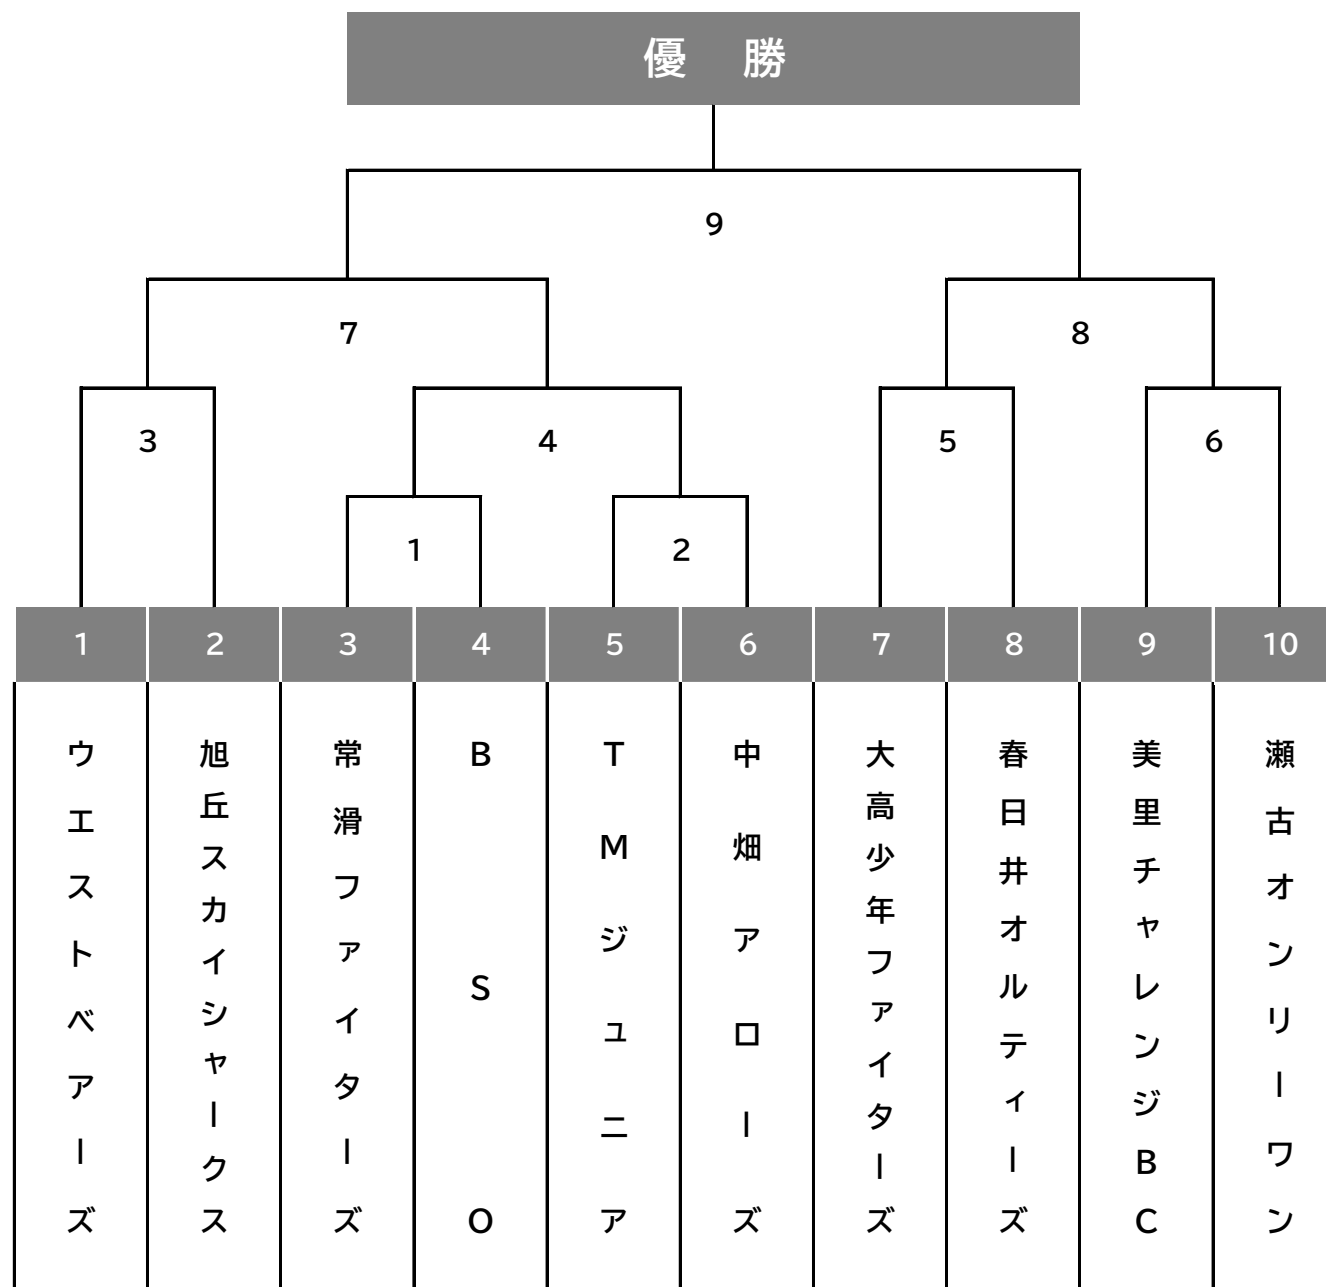 優 勝
9
7
8
3
4
5
6
1
2
1
2
3
4
5
6
7
8
9
10
ウエストベアーズ
旭丘スカイシャークス
常滑ファイターズ
BSO
TMジュニア
中畑アローズ
大高少年ファイターズ
春日井オルティーズ
美里チャレンジBC
瀬古オンリーワン